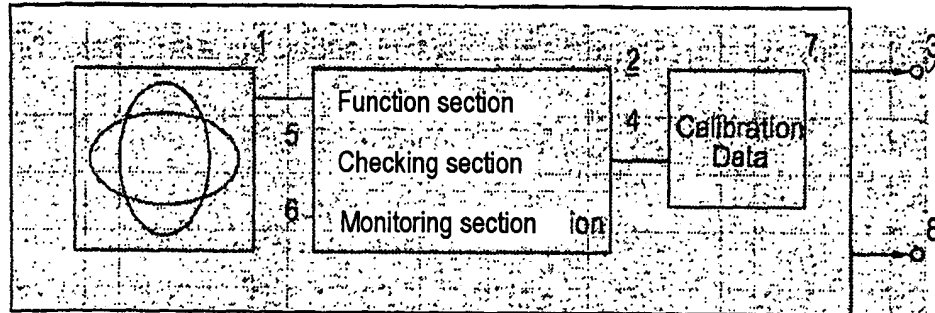 1
2
7
3
Function section
5
4
Calibration
Data
Checking section
6
Monitoring section ion
8